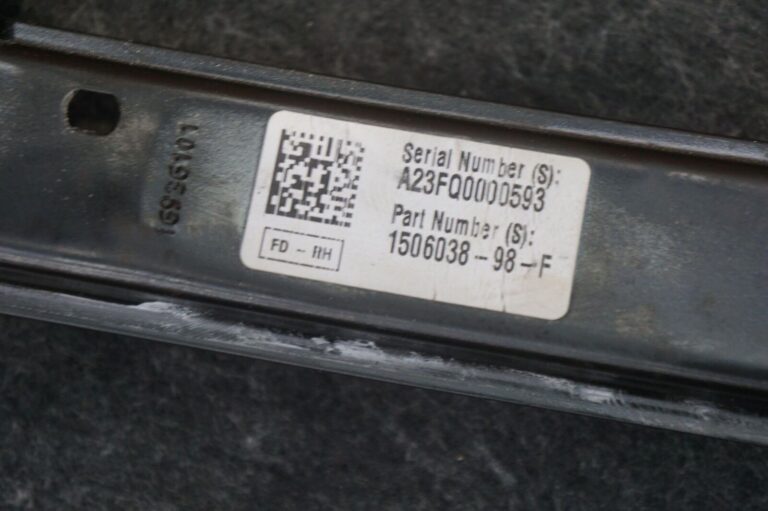 Serial Number (S):
A23FQ0000593
Part Number (S):
1506038-98-F
FD - RH